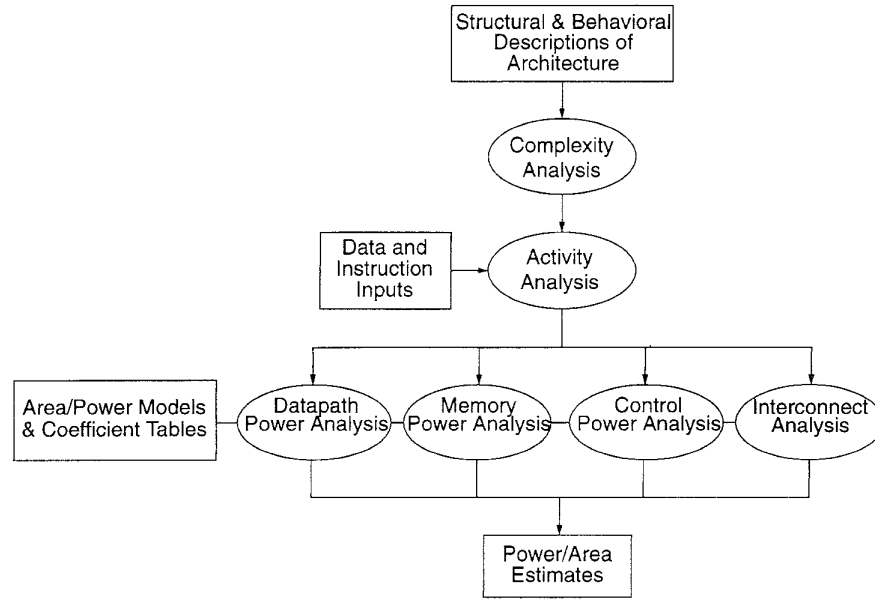 Structural & Behavioral
Descriptions of
Architecture
Complexity
Analysis
Data and
Instruction
Inputs
Activity
Analysis
Area/Power Models
& Coefficient Tables
Datapath
Power Analysis
Memory
Power Analysis
Control
Power Analysis
Interconnect
Analysis
Power/Area
Estimates